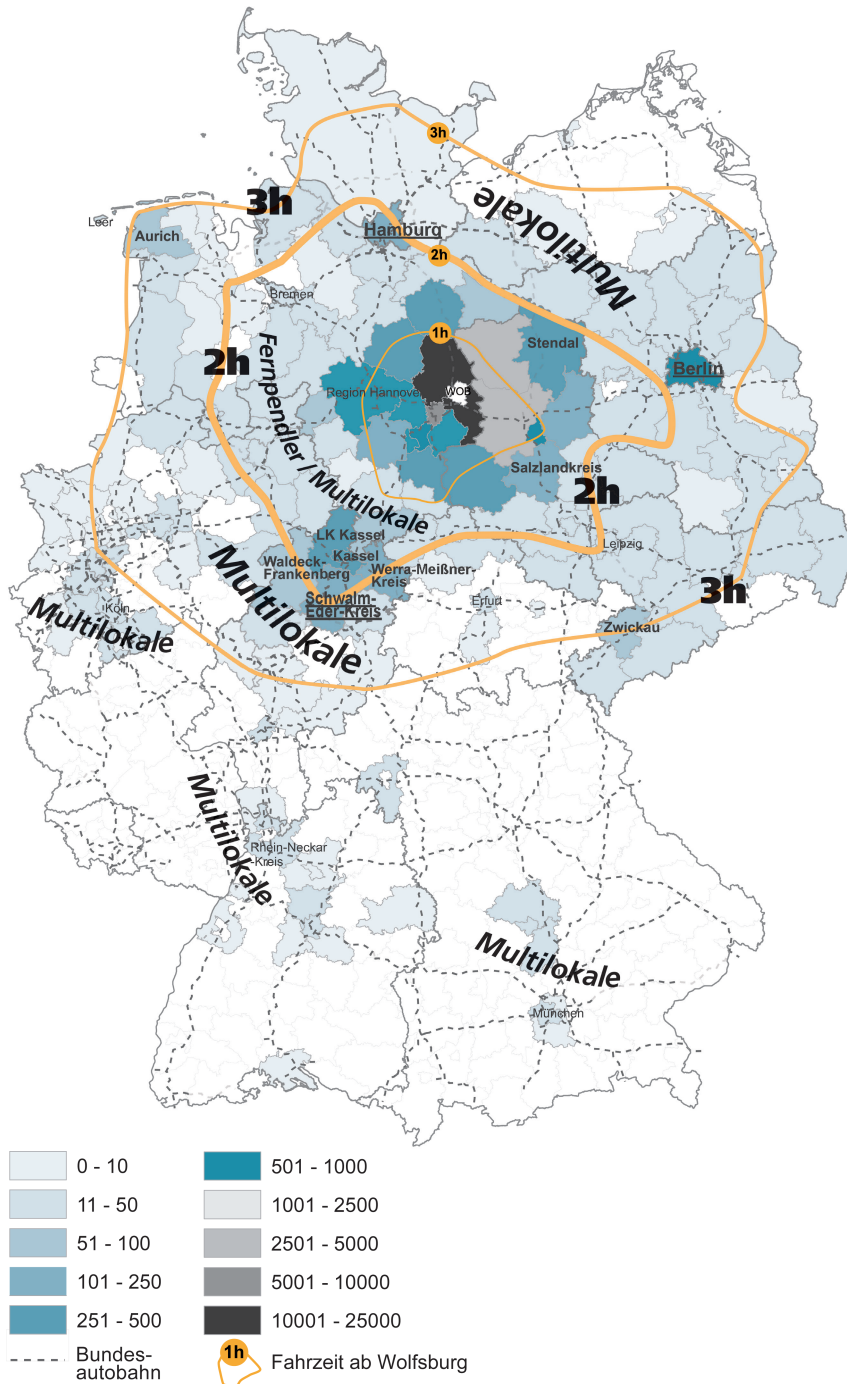 3h
3h
Leer
Aurich
Multilokale
Hamburg
2h
Bremen
1h
Stendal
2h
Fernpendler / Multilokale
Berlin
Region Hannover
WOB
Salzlandkreis
2h
LK Kassel
Kassel
Leipzig
Waldeck-
Frankenberg
Werra-Meißner-
Kreis
Multilokale
Schwalm-
Eder-Kreis
Erfurt
3h
Köln
Multilokale
Zwickau
Multilokale
Rhein-Neckar
-Kreis
Multilokale
München
0 - 10
11 - 50
51 - 100
101 - 250
251 - 500
Bundes-
autobahn
501 - 1000
1001 - 2500
2501 - 5000
5001 - 10000
10001 - 25000
1h
Fahrzeit ab Wolfsburg